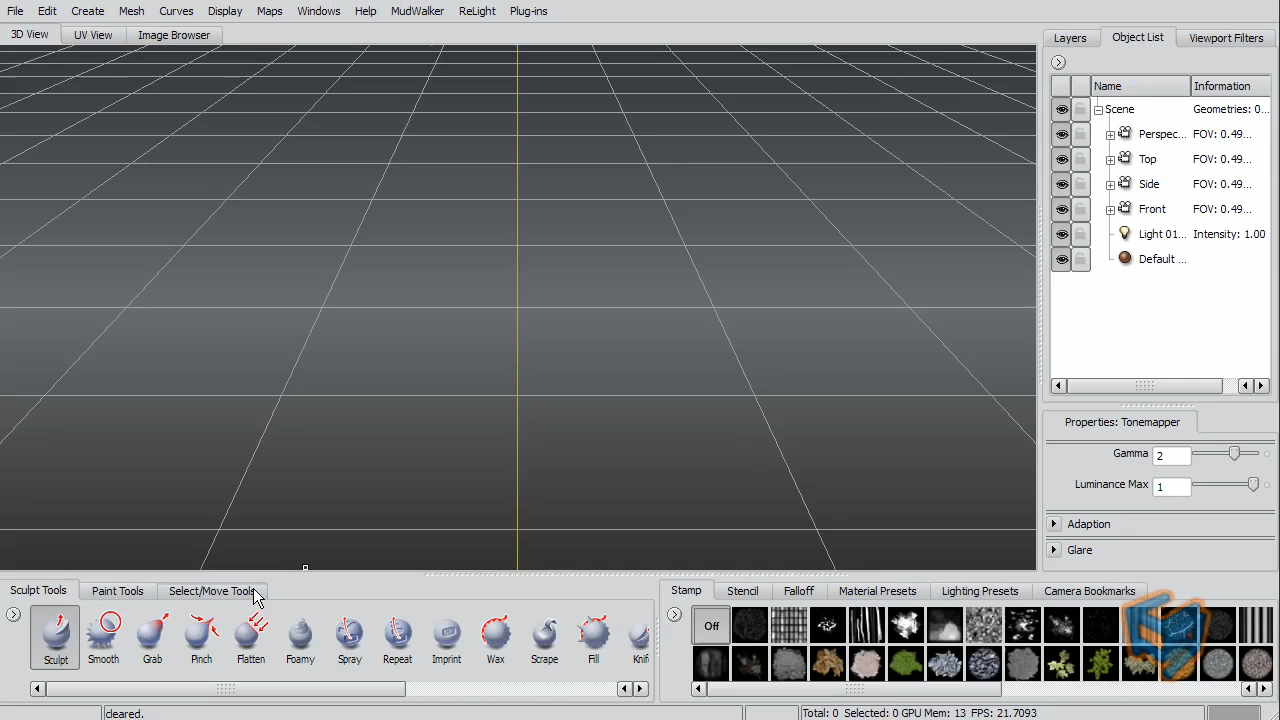 File Edit Create Mesh Curves Display Maps Windows Help MudWalker ReLight Plug-ins
3D View UV View Image Browser
Layers Object List Viewport Filters
Name Information
Scene Geometries: 0...
Perspec... FOV: 0.49...
Top FOV: 0.49...
Side FOV: 0.49...
Front FOV: 0.49...
Light 01... Intensity: 1.00
Default ...
Properties: Tonemapper
Gamma 2
Luminance Max 1
Adaption
Glare
Sculpt Tools Paint Tools Select/Move Tools
Sculpt Smooth Grab Pinch Flatten Foamy Spray Repeat Imprint Wax Scrape Fill Knif
Stamp Stencil Falloff Material Presets Lighting Presets Camera Bookmarks
Off
cleared.
Total: 0 Selected: 0 GPU Mem: 13 FPS: 21.7093